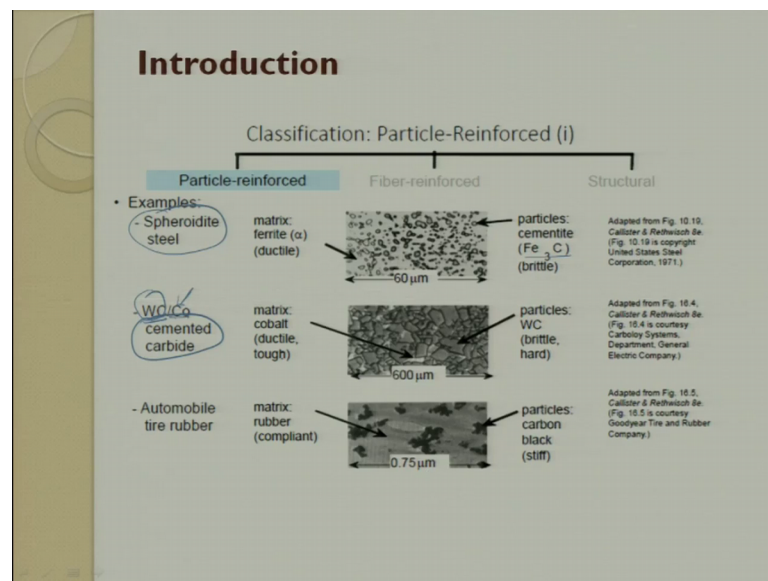 Introduction
Classification: Particle-Reinforced (i)
Particle-reinforced Fiber-reinforced Structural
• Examples:
- Spheroidite
steel
matrix:
ferrite (α)
(ductile)
60 μm
particles:
cementite
(Fe3C)
(brittle)
Adapted from Fig. 10.19,
Callister & Rethwisch 8e.
(Fig. 10.19 is copyright
United States Steel
Corporation, 1971.)
- WC/Co
cemented
carbide
matrix:
cobalt
(ductile,
tough)
600 μm
particles:
WC
(brittle,
hard)
Adapted from Fig. 16.4,
Callister & Rethwisch 8e.
(Fig. 16.4 is courtesy
Carboloy Systems,
Department, General
Electric Company.)
- Automobile
tire rubber
matrix:
rubber
(compliant)
0.75 μm
particles:
carbon
black
(stiff)
Adapted from Fig. 16.5,
Callister & Rethwisch 8e.
(Fig. 16.5 is courtesy
Goodyear Tire and Rubber
Company.)